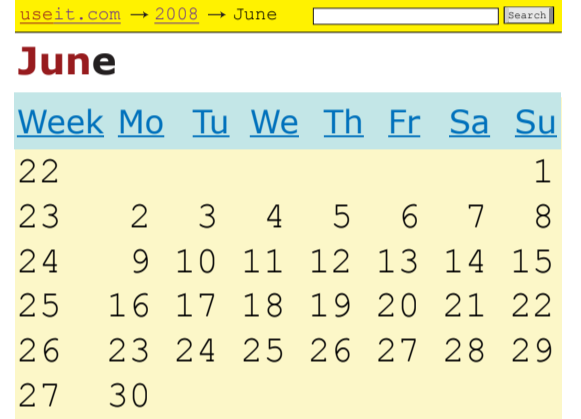 useit.com → 2008 → June Search
June
Week Mo Tu We Th Fr Sa Su
22 1
23 2 3 4 5 6 7 8
24 9 10 11 12 13 14 15
25 16 17 18 19 20 21 22
26 23 24 25 26 27 28 29
27 30